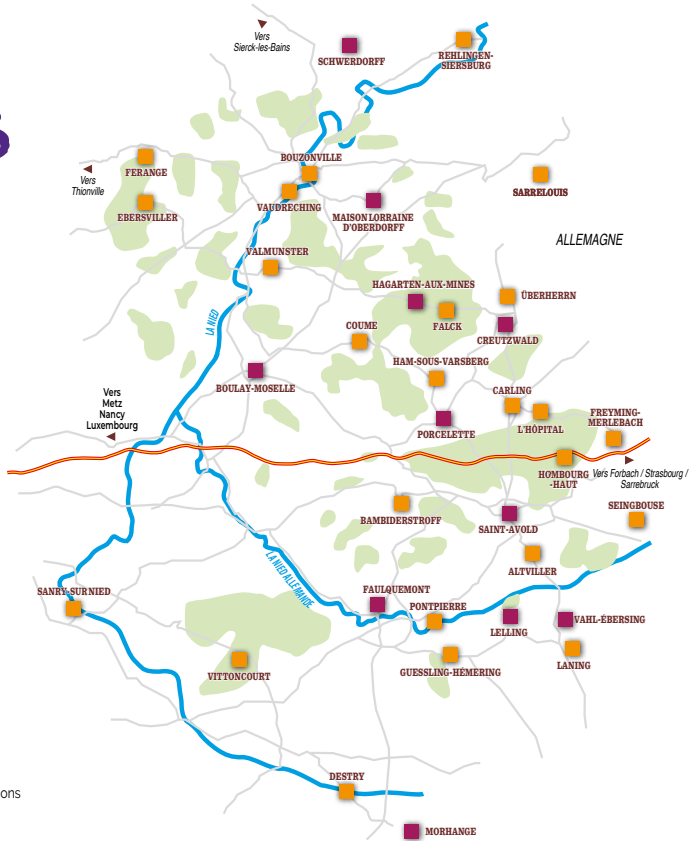 Vers
Sierck-les-Bains
SCHWERDORFF
REHLINGEN-
SIERSBURG
BOUZONVILLE
FERANGE
Vers
Thionville
EBERSVILLER
VAUDRECHING
MAISON LORRAINE
D'OBERDORFF
SARRELOUIS
ALLEMAGNE
VALMUNSTER
HAGARTEN-AUX-MINES
ÜBERHERRN
LA NIED
COUME
FALCK
CREUTZWALD
HAM-SOUS-VARSBERG
BOULAY-MOSELLE
CARLING
Vers
Metz
Nancy
Luxembourg
PORCELETTE
L'HÔPITAL
FREYMING-
MERLEBACH
HOMBOURG
-HAUT
Vers Forbach / Strasbourg /
Sarrebruck
BAMBIDERSTROFF
SAINT-AVOLD
SEINGBOUSE
LA NIED ALLEMANDE
ALTVILLER
SANRY-SUR NIED
FAULQUEMONT
PONTPIERRE
LELLING
VAHL-ÉBERSING
VITTONCOURT
GUESSLING-HÉMERING
LANING
DESTRY
ons
MORHANGE